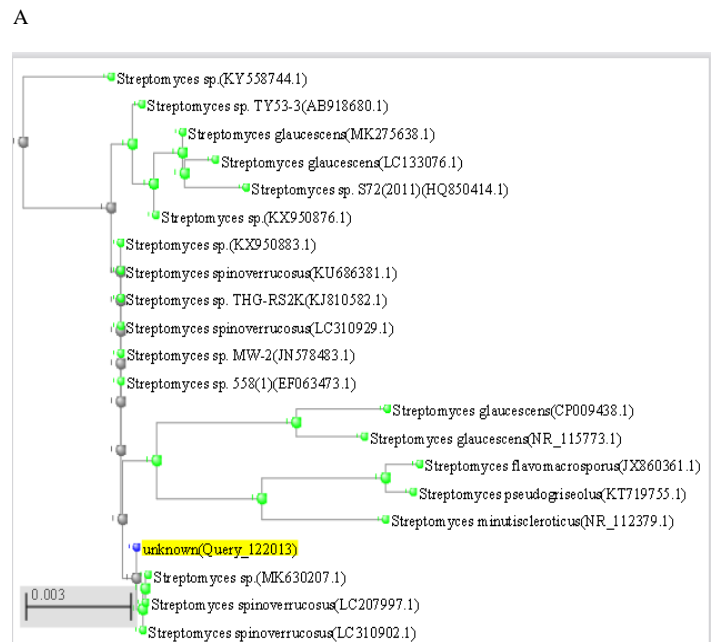 A
Streptomyces sp.(KY558744.1)
Streptomyces sp. TY53-3(AB918680.1)
Streptomyces glaucescens(MK275638.1)
Streptomyces glaucescens(LC133076.1)
Streptomyces sp. S72(2011)(HQ850414.1)
Streptomyces sp.(KX950876.1)
Streptomyces sp.(KX950883.1)
Streptomyces spinoverrucosus(KU686381.1)
Streptomyces sp. THG-RS2K(KJ810582.1)
Streptomyces spinoverrucosus(LC310929.1)
Streptomyces sp. MW-2(JN578483.1)
Streptomyces sp. 558(1)(EF063473.1)
Streptomyces glaucescens(CP009438.1)
Streptomyces glaucescens(NR_115773.1)
Streptomyces flavomacrosporus(JX860361.1)
Streptomyces pseudogriseolus(KT719755.1)
Streptomyces minutiscleroticus(NR_112379.1)
unknown(Query_122013)
Streptomyces sp.(MK630207.1)
0.003
Streptomyces spinoverrucosus(LC207997.1)
Streptomyces spinoverrucosus(LC310902.1)